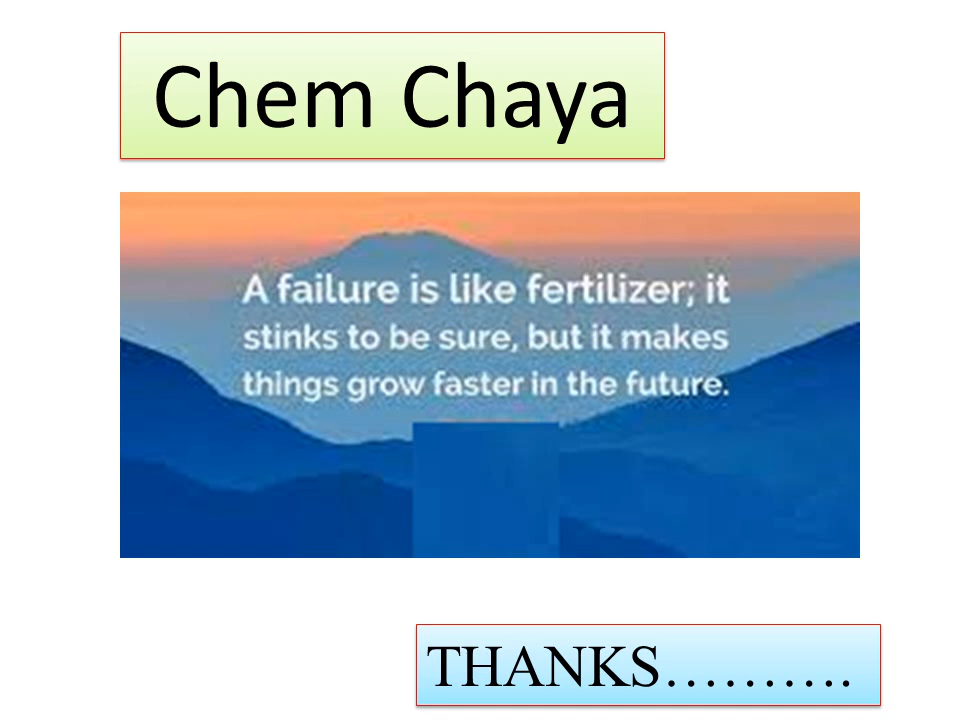 Chem Chaya
A failure is like fertilizer; it
stinks to be sure, but it makes
things grow faster in the future.
THANKS……….